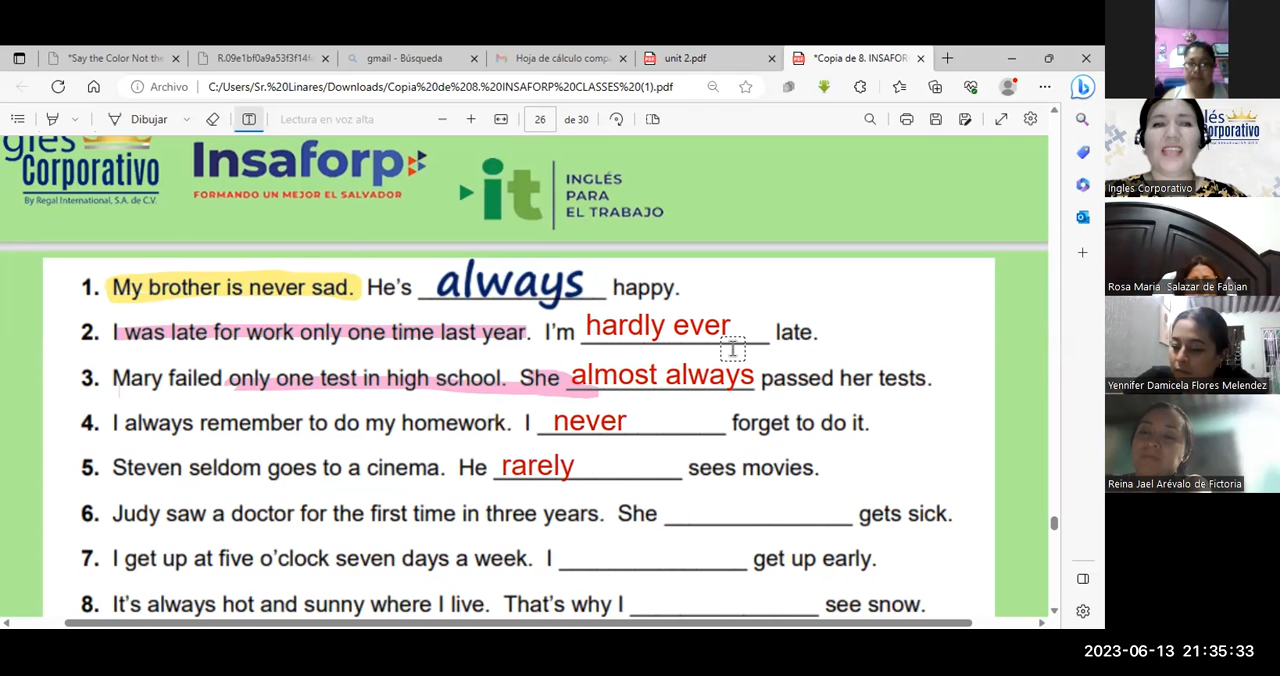 *Say the Color Not the
R.09e1bf0a9a53f3f14f
gmail - Búsqueda
Hoja de cálculo comp
unit 2.pdf
*Copia de 8. INSAFOR
Archivo
C:/Users/Sr.%20Linares/Downloads/Copia%20de%208.%20INSAFORP%20CLASSES%20(1).pdf
Dibujar
Lectura en voz alta
26
de 30
Corporativo
By Regal International, S.A. de C.V.
Insaforp
FORMANDO UN MEJOR EL SALVADOR
it
INGLÉS
PARA
EL TRABAJO
1. My brother is never sad. He's always happy.
2. I was late for work only one time last year. I'm hardly ever late.
3. Mary failed only one test in high school. She almost always passed her tests.
4. I always remember to do my homework. I never forget to do it.
5. Steven seldom goes to a cinema. He rarely sees movies.
6. Judy saw a doctor for the first time in three years. She ______________ gets sick.
7. I get up at five o'clock seven days a week. I ______________ get up early.
8. It's always hot and sunny where I live. That's why I ______________ see snow.
Ingles Corporativo
Rosa Maria Salazar de Fabian
Yennifer Damicela Flores Melendez
Reina Jael Arévalo de Fictoria
2023-06-13 21:35:33